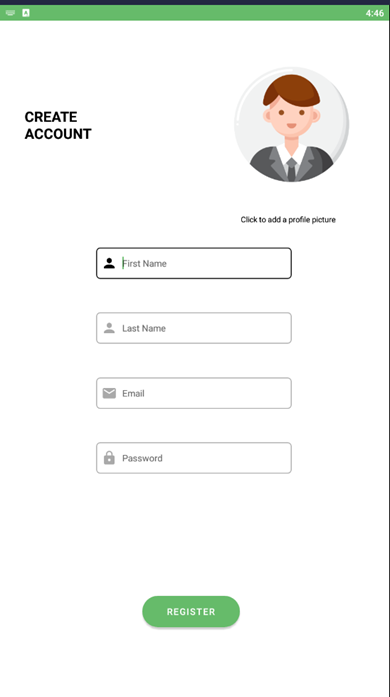 4:46
CREATE
ACCOUNT
Click to add a profile picture
First Name
Last Name
Email
Password
REGISTER